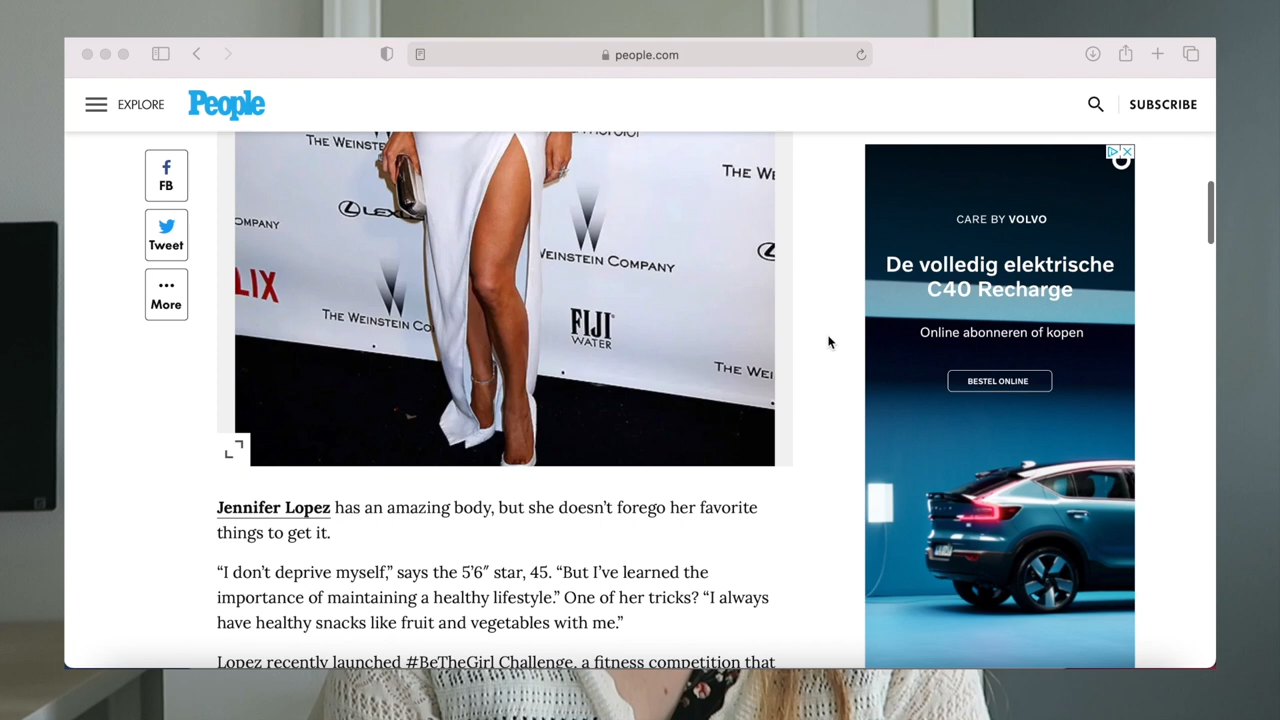 people.com
EXPLORE
People
SUBSCRIBE
FB
Tweet
More
THE WEINSTE
THE WE
LEX
OMPANY
WEINSTEIN COMPANY
LIX
THE WEINSTEIN CO
FIJI
WATER
THE WEI
CARE BY VOLVO
De volledig elektrische
C40 Recharge
Online abonneren of kopen
BESTEL ONLINE
Jennifer Lopez has an amazing body, but she doesn’t forego her favorite
things to get it.
“I don’t deprive myself,” says the 5’6″ star, 45. “But I’ve learned the
importance of maintaining a healthy lifestyle.” One of her tricks? “I always
have healthy snacks like fruit and vegetables with me.”
Lopez recently launched #BeTheGirl Challenge, a fitness competition that